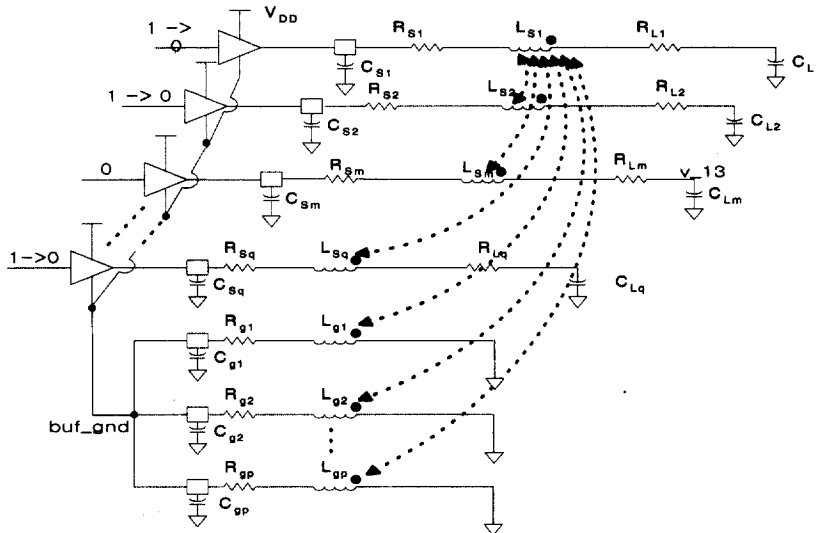 1 -> 0
V_DD
R_S1
L_S1
R_L1
C_S1
C_L
1 -> 0
R_S2
L_S2
R_L2
C_S2
C_L2
0
R_Sm
L_Sm
R_Lm
v_13
C_Sm
C_Lm
1 ->0
R_Sq
L_Sq
R_Lq
C_Sq
C_Lq
R_g1
L_g1
C_g1
R_g2
L_g2
buf_gnd
C_g2
R_gp
L_gp
C_gp